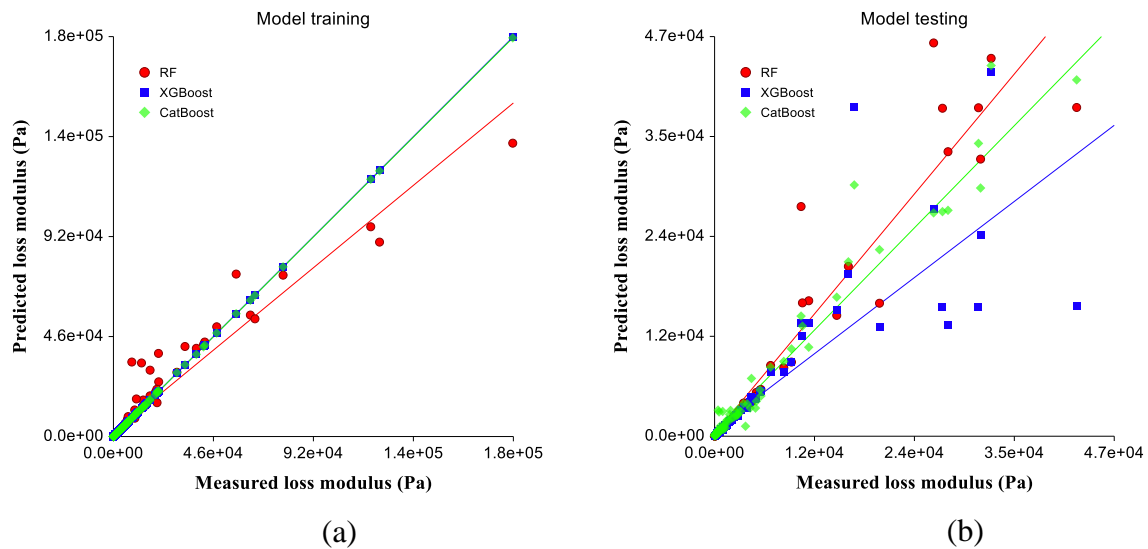 Model training
1.8e+05
RF
XGBoost
CatBoost
1.4e+05
9.2e+04
4.6e+04
0.0e+00
Predicted loss modulus (Pa)
0.0e+00 4.6e+04 9.2e+04 1.4e+05 1.8e+05
Measured loss modulus (Pa)
(a)
Model testing
4.7e+04
RF
XGBoost
CatBoost
3.5e+04
2.4e+04
1.2e+04
0.0e+00
Predicted loss modulus (Pa)
0.0e+00 1.2e+04 2.4e+04 3.5e+04 4.7e+04
Measured loss modulus (Pa)
(b)